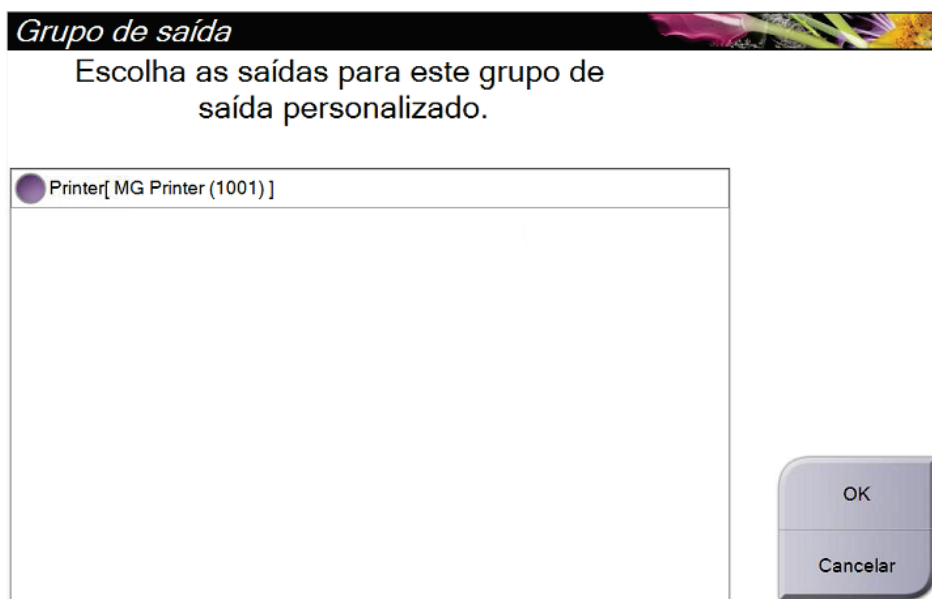 Grupo de saída
Escolha as saídas para este grupo de
saída personalizado.
Printer[ MG Printer (1001) ]
OK
Cancelar